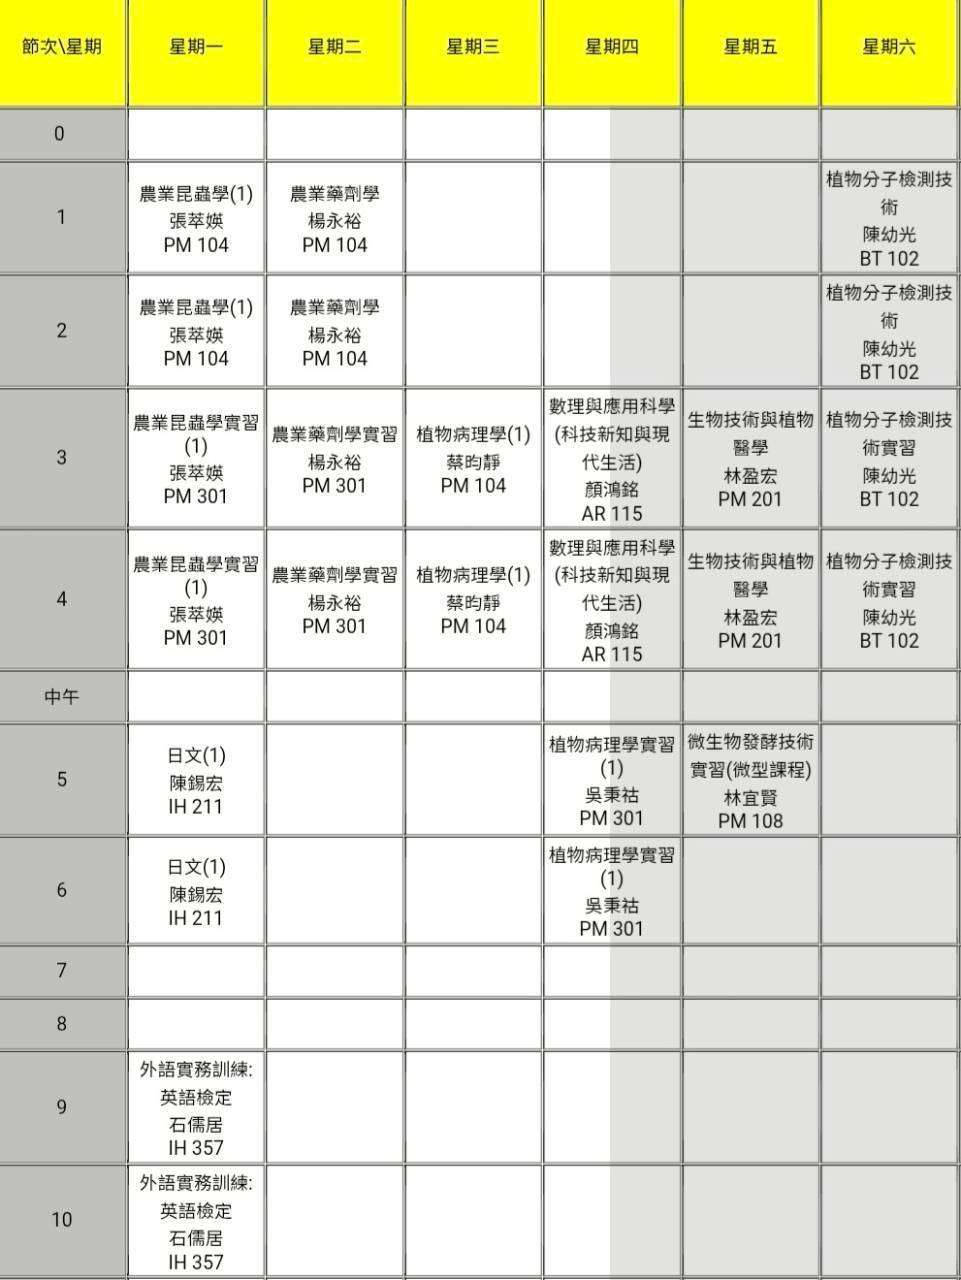 節次\星期 星期一 星期二 星期三 星期四 星期五 星期六
0
1
農業昆蟲學(1)
張萃媖
PM 104
農業藥劑學
楊永裕
PM 104
植物分子檢測技
術
陳幼光
BT 102
2
農業昆蟲學(1)
張萃媖
PM 104
農業藥劑學
楊永裕
PM 104
植物分子檢測技
術
陳幼光
BT 102
3
農業昆蟲學實習
(1)
張萃媖
PM 301
農業藥劑學實習
楊永裕
PM 301
植物病理學(1)
蔡昀靜
PM 104
數理與應用科學
(科技新知與現
代生活)
顏鴻銘
AR 115
生物技術與植物
醫學
林盈宏
PM 201
植物分子檢測技
術實習
陳幼光
BT 102
4
農業昆蟲學實習
(1)
張萃媖
PM 301
農業藥劑學實習
楊永裕
PM 301
植物病理學(1)
蔡昀靜
PM 104
數理與應用科學
(科技新知與現
代生活)
顏鴻銘
AR 115
生物技術與植物
醫學
林盈宏
PM 201
植物分子檢測技
術實習
陳幼光
BT 102
中午
5
日文(1)
陳錫宏
IH 211
植物病理學實習
(1)
吳秉祜
PM 301
微生物發酵技術
實習(微型課程)
林宜賢
PM 108
6
日文(1)
陳錫宏
IH 211
植物病理學實習
(1)
吳秉祜
PM 301
7
8
9
外語實務訓練:
英語檢定
石儒居
IH 357
10
外語實務訓練:
英語檢定
石儒居
IH 357